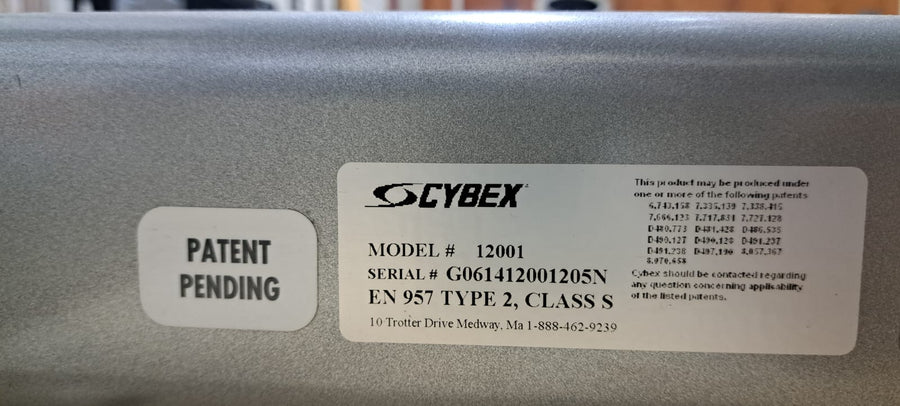 PATENT
PENDING
CYBEX
MODEL # 12001
SERIAL # G061412001205N
EN 957 TYPE 2, CLASS S
10 Trotter Drive Medway, Ma 1-888-462-9239
This product may be produced under
one or more of the following patents
6,743,158 7,335,139 7,338,415
7,666,123 7,717,831 7,727,128
D480,773 D481,428 D486,535
D490,127 D490,128 D491,237
D491,238 D497,190 8,057,367
8,070,658
Cybex should be contacted regarding
any question concerning applicability
of the listed patents.